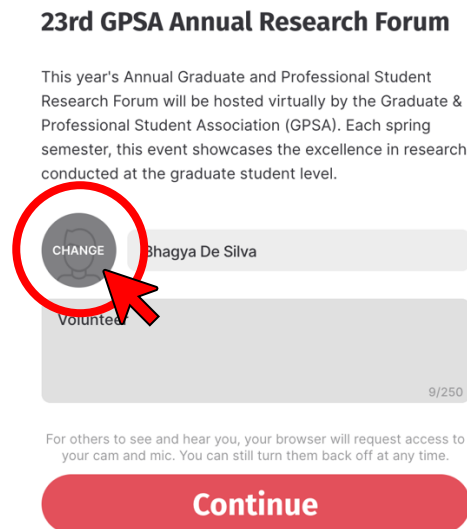 23rd GPSA Annual Research Forum
This year's Annual Graduate and Professional Student
Research Forum will be hosted virtually by the Graduate &
Professional Student Association (GPSA). Each spring
semester, this event showcases the excellence in research
conducted at the graduate student level.
CHANGE
Bhagya De Silva
Volunteer
9/250
For others to see and hear you, your browser will request access to
your cam and mic. You can still turn them back off at any time.
Continue